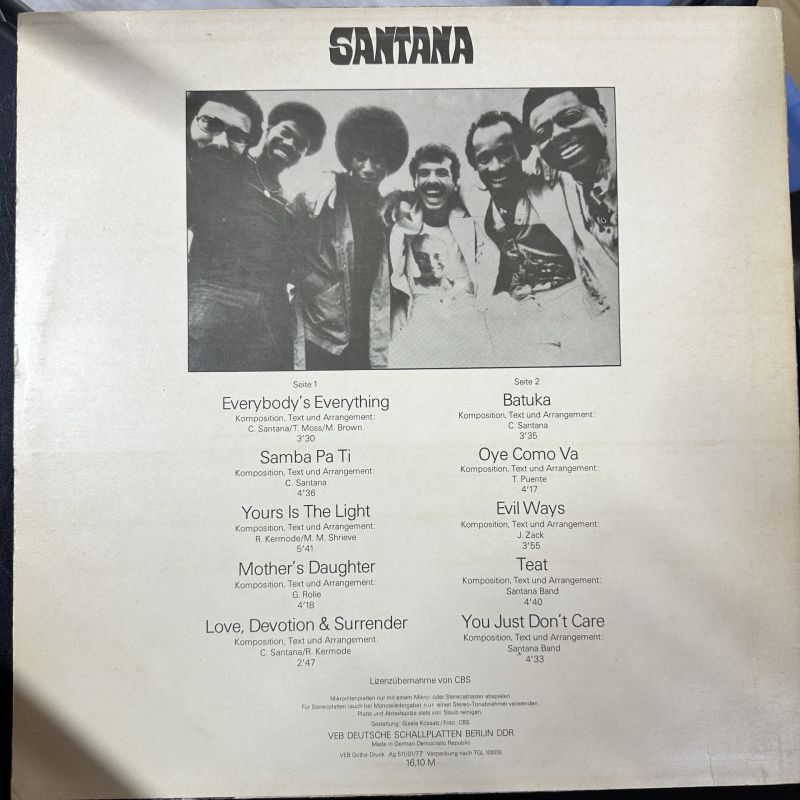 SANTANA
Seite 1
Everybody's Everything
Komposition, Text und Arrangement:
C. Santana/T. Moss/M. Brown
3'30
Samba Pa Ti
Komposition, Text und Arrangement:
C. Santana
4'36
Yours Is The Light
Komposition, Text und Arrangement:
R. Kermode/M. M. Shrieve
5'41
Mother's Daughter
Komposition, Text und Arrangement:
G. Rolie
4'18
Love, Devotion & Surrender
Komposition, Text und Arrangement:
C. Santana/R. Kermode
2'47
Seite 2
Batuka
Komposition, Text und Arrangement:
C. Santana
3'35
Oye Como Va
Komposition, Text und Arrangement:
T. Puente
4'17
Evil Ways
Komposition, Text und Arrangement:
J. Zack
3'55
Teat
Komposition, Text und Arrangement:
Santana Band
4'40
You Just Don't Care
Komposition, Text und Arrangement:
Santana Band
4'33
Lizenzübernahme von CBS
Mikrorillenplatten nur mit einem Mikro- oder Stereoabtaster abspielen.
Für Stereoplatten (auch bei Monowiedergabe) nur einen Stereo-Tonabnehmer verwenden.
Platte und Abtastspitze stets von Staub reinigen.
Gestaltung: Gisela Kossatz/Foto: CBS
VEB DEUTSCHE SCHALLPLATTEN BERLIN DDR
Made in German Democratic Republic
VEB Gotha-Druck Ag 511/01/77 Verpackung nach TGL 10609
16,10 M